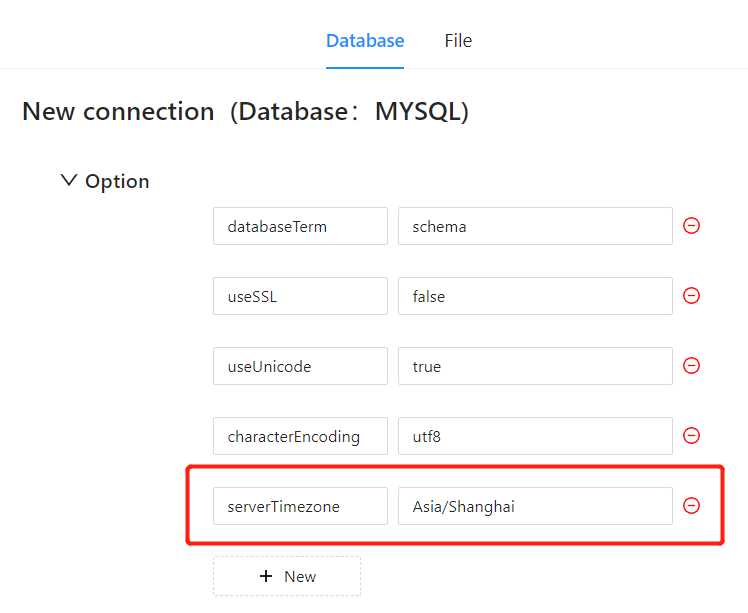 Database File
New connection（Database：MYSQL)
Option
databaseTerm schema
useSSL false
useUnicode true
characterEncoding utf8
serverTimezone Asia/Shanghai
+ New